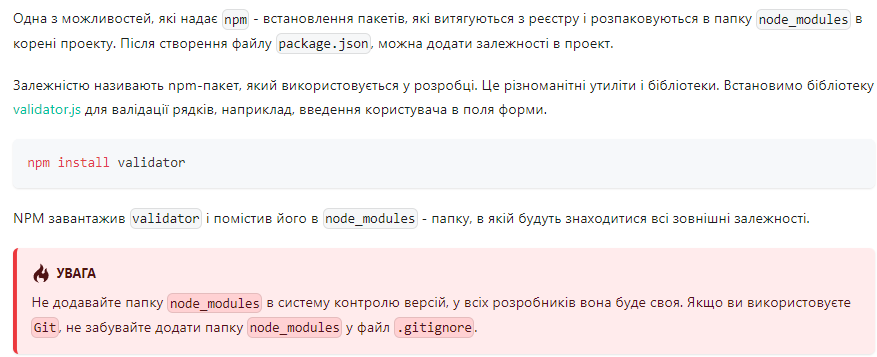 Одна з можливостей, які надає npm - встановлення пакетів, які витягуються з реєстру і розпаковуються в папку node_modules в
корені проекту. Після створення файлу package.json, можна додати залежності в проект.
Залежністю називають npm-пакет, який використовується у розробці. Це різноманітні утиліти і бібліотеки. Встановимо бібліотеку
validator.js для валідації рядків, наприклад, введення користувача в поля форми.
npm install validator
NPM завантажив validator і помістив його в node_modules - папку, в якій будуть знаходитися всі зовнішні залежності.
УВАГА
Не додавайте папку node_modules в систему контролю версій, у всіх розробників вона буде своя. Якщо ви використовуєте
Git, не забувайте додати папку node_modules у файл .gitignore.